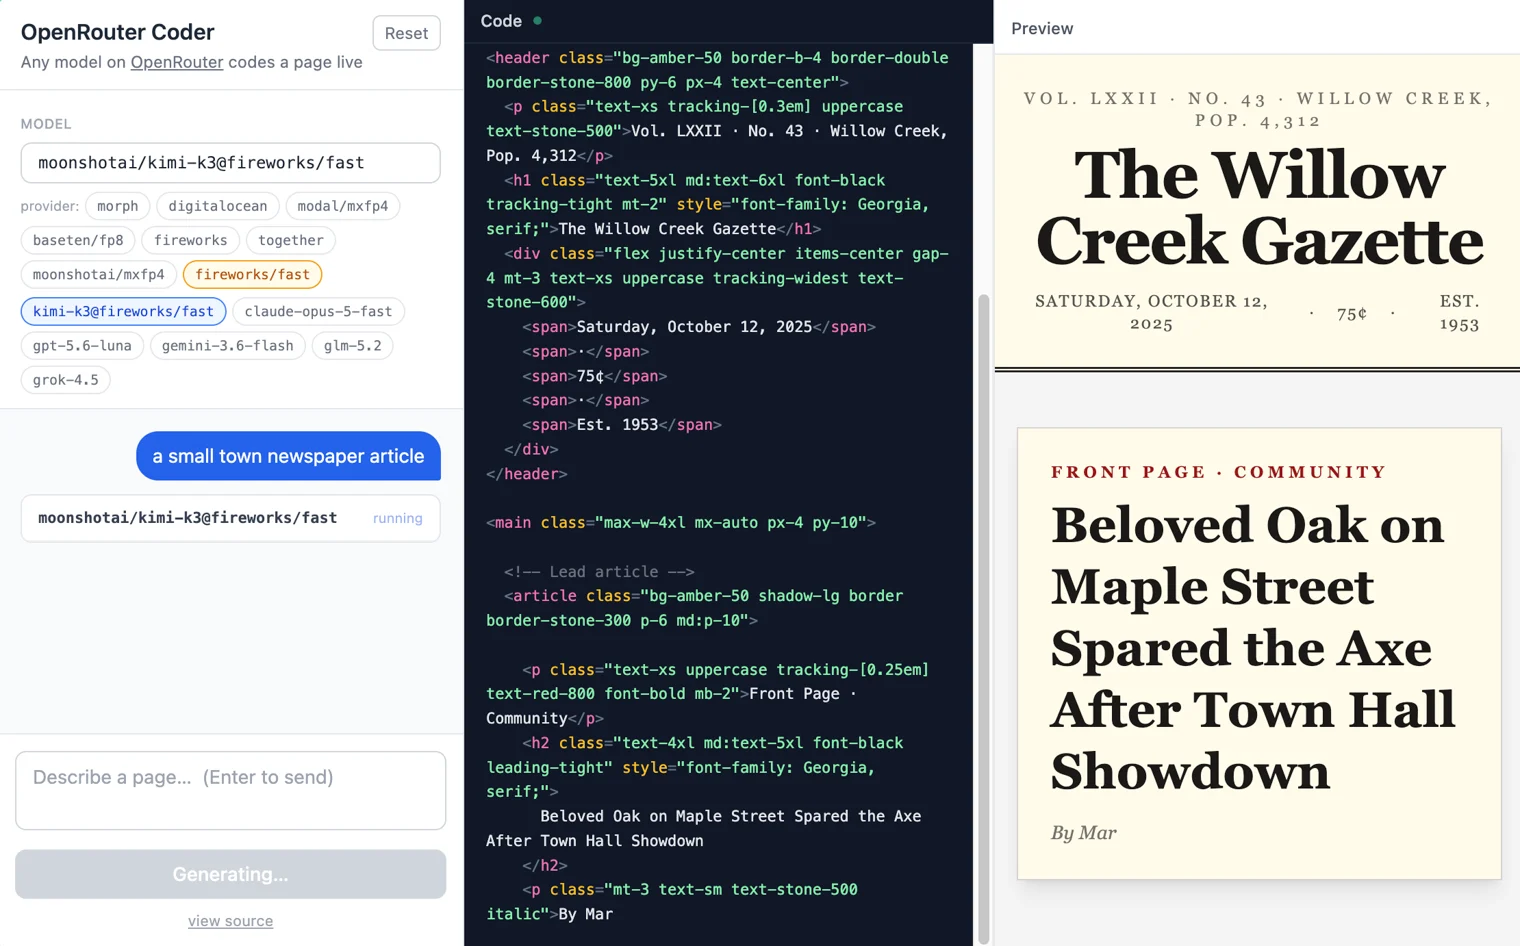 OpenRouter Coder
Reset
Any model on OpenRouter codes a page live
MODEL
moonshotai/kimi-k3@fireworks/fast
provider: morph digitalocean modal/mxfp4
baseten/fp8 fireworks together
moonshotai/mxfp4 fireworks/fast
kimi-k3@fireworks/fast claude-opus-5-fast
gpt-5.6-luna gemini-3.6-flash glm-5.2
grok-4.5
a small town newspaper article
moonshotai/kimi-k3@fireworks/fast running
Describe a page... (Enter to send)
Generating...
view source
Code
<header class="bg-amber-50 border-b-4 border-double
border-stone-800 py-6 px-4 text-center">
<p class="text-xs tracking-[0.3em] uppercase
text-stone-500">Vol. LXXII · No. 43 · Willow Creek,
Pop. 4,312</p>
<h1 class="text-5xl md:text-6xl font-black
tracking-tight mt-2" style="font-family: Georgia,
serif;">The Willow Creek Gazette</h1>
<div class="flex justify-center items-center gap-
4 mt-3 text-xs uppercase tracking-widest text-
stone-600">
<span>Saturday, October 12, 2025</span>
<span>·</span>
<span>75¢</span>
<span>·</span>
<span>Est. 1953</span>
</div>
</header>
<main class="max-w-4xl mx-auto px-4 py-10">
<!-- Lead article -->
<article class="bg-amber-50 shadow-lg border
border-stone-300 p-6 md:p-10">
<p class="text-xs uppercase tracking-[0.25em]
text-red-800 font-bold mb-2">Front Page ·
Community</p>
<h2 class="text-4xl md:text-5xl font-black
leading-tight" style="font-family: Georgia,
serif;">
Beloved Oak on Maple Street Spared the Axe
After Town Hall Showdown
</h2>
<p class="mt-3 text-sm text-stone-500
italic">By Mar
Preview
VOL. LXXII · NO. 43 · WILLOW CREEK,
POP. 4,312
The Willow
Creek Gazette
SATURDAY, OCTOBER 12,
2025
·
75¢
·
EST.
1953
FRONT PAGE · COMMUNITY
Beloved Oak on
Maple Street
Spared the Axe
After Town Hall
Showdown
By Mar